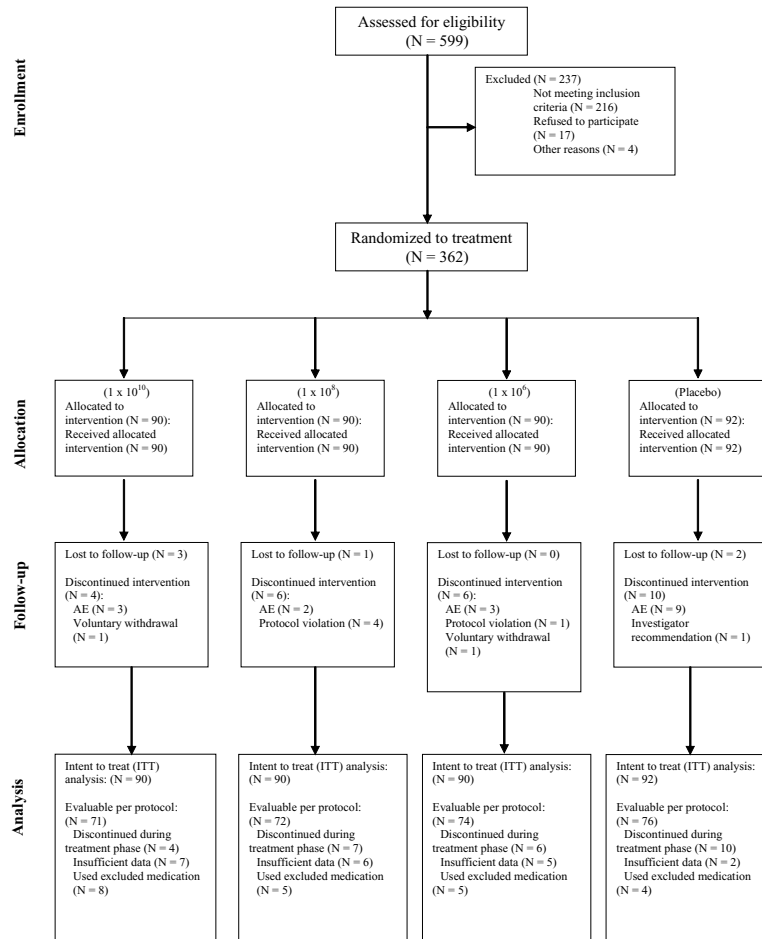 Assessed for eligibility
(N = 599)
Enrollment
Excluded (N = 237)
Not meeting inclusion
criteria (N = 216)
Refused to participate
(N = 17)
Other reasons (N = 4)
Randomized to treatment
(N = 362)
Allocation
(1 x 10¹⁰)
Allocated to
intervention (N = 90):
Received allocated
intervention (N = 90)
(1 x 10⁸)
Allocated to
intervention (N = 90):
Received allocated
intervention (N = 90)
(1 x 10⁶)
Allocated to
intervention (N = 90):
Received allocated
intervention (N = 90)
(Placebo)
Allocated to
intervention (N = 92):
Received allocated
intervention (N = 92)
Follow-up
Lost to follow-up (N = 3)
Discontinued intervention
(N = 4):
AE (N = 3)
Voluntary withdrawal
(N = 1)
Lost to follow-up (N = 1)
Discontinued intervention
(N = 6):
AE (N = 2)
Protocol violation (N = 4)
Lost to follow-up (N = 0)
Discontinued intervention
(N = 6):
AE (N = 3)
Protocol violation (N = 1)
Voluntary withdrawal
(N = 1)
Lost to follow-up (N = 2)
Discontinued intervention
(N = 10)
AE (N = 9)
Investigator
recommendation (N = 1)
Analysis
Intent to treat (ITT)
analysis: (N = 90)
Evaluable per protocol:
(N = 71)
Discontinued during
treatment phase (N = 4)
Insufficient data (N = 7)
Used excluded medication
(N = 8)
Intent to treat (ITT) analysis:
(N = 90)
Evaluable per protocol:
(N = 72)
Discontinued during
treatment phase (N = 7)
Insufficient data (N = 6)
Used excluded medication
(N = 5)
Intent to treat (ITT) analysis:
(N = 90)
Evaluable per protocol:
(N = 74)
Discontinued during
treatment phase (N = 6)
Insufficient data (N = 5)
Used excluded medication
(N = 5)
Intent to treat (ITT) analysis:
(N = 92)
Evaluable per protocol:
(N = 76)
Discontinued during
treatment phase (N = 10)
Insufficient data (N = 2)
Used excluded medication
(N = 4)